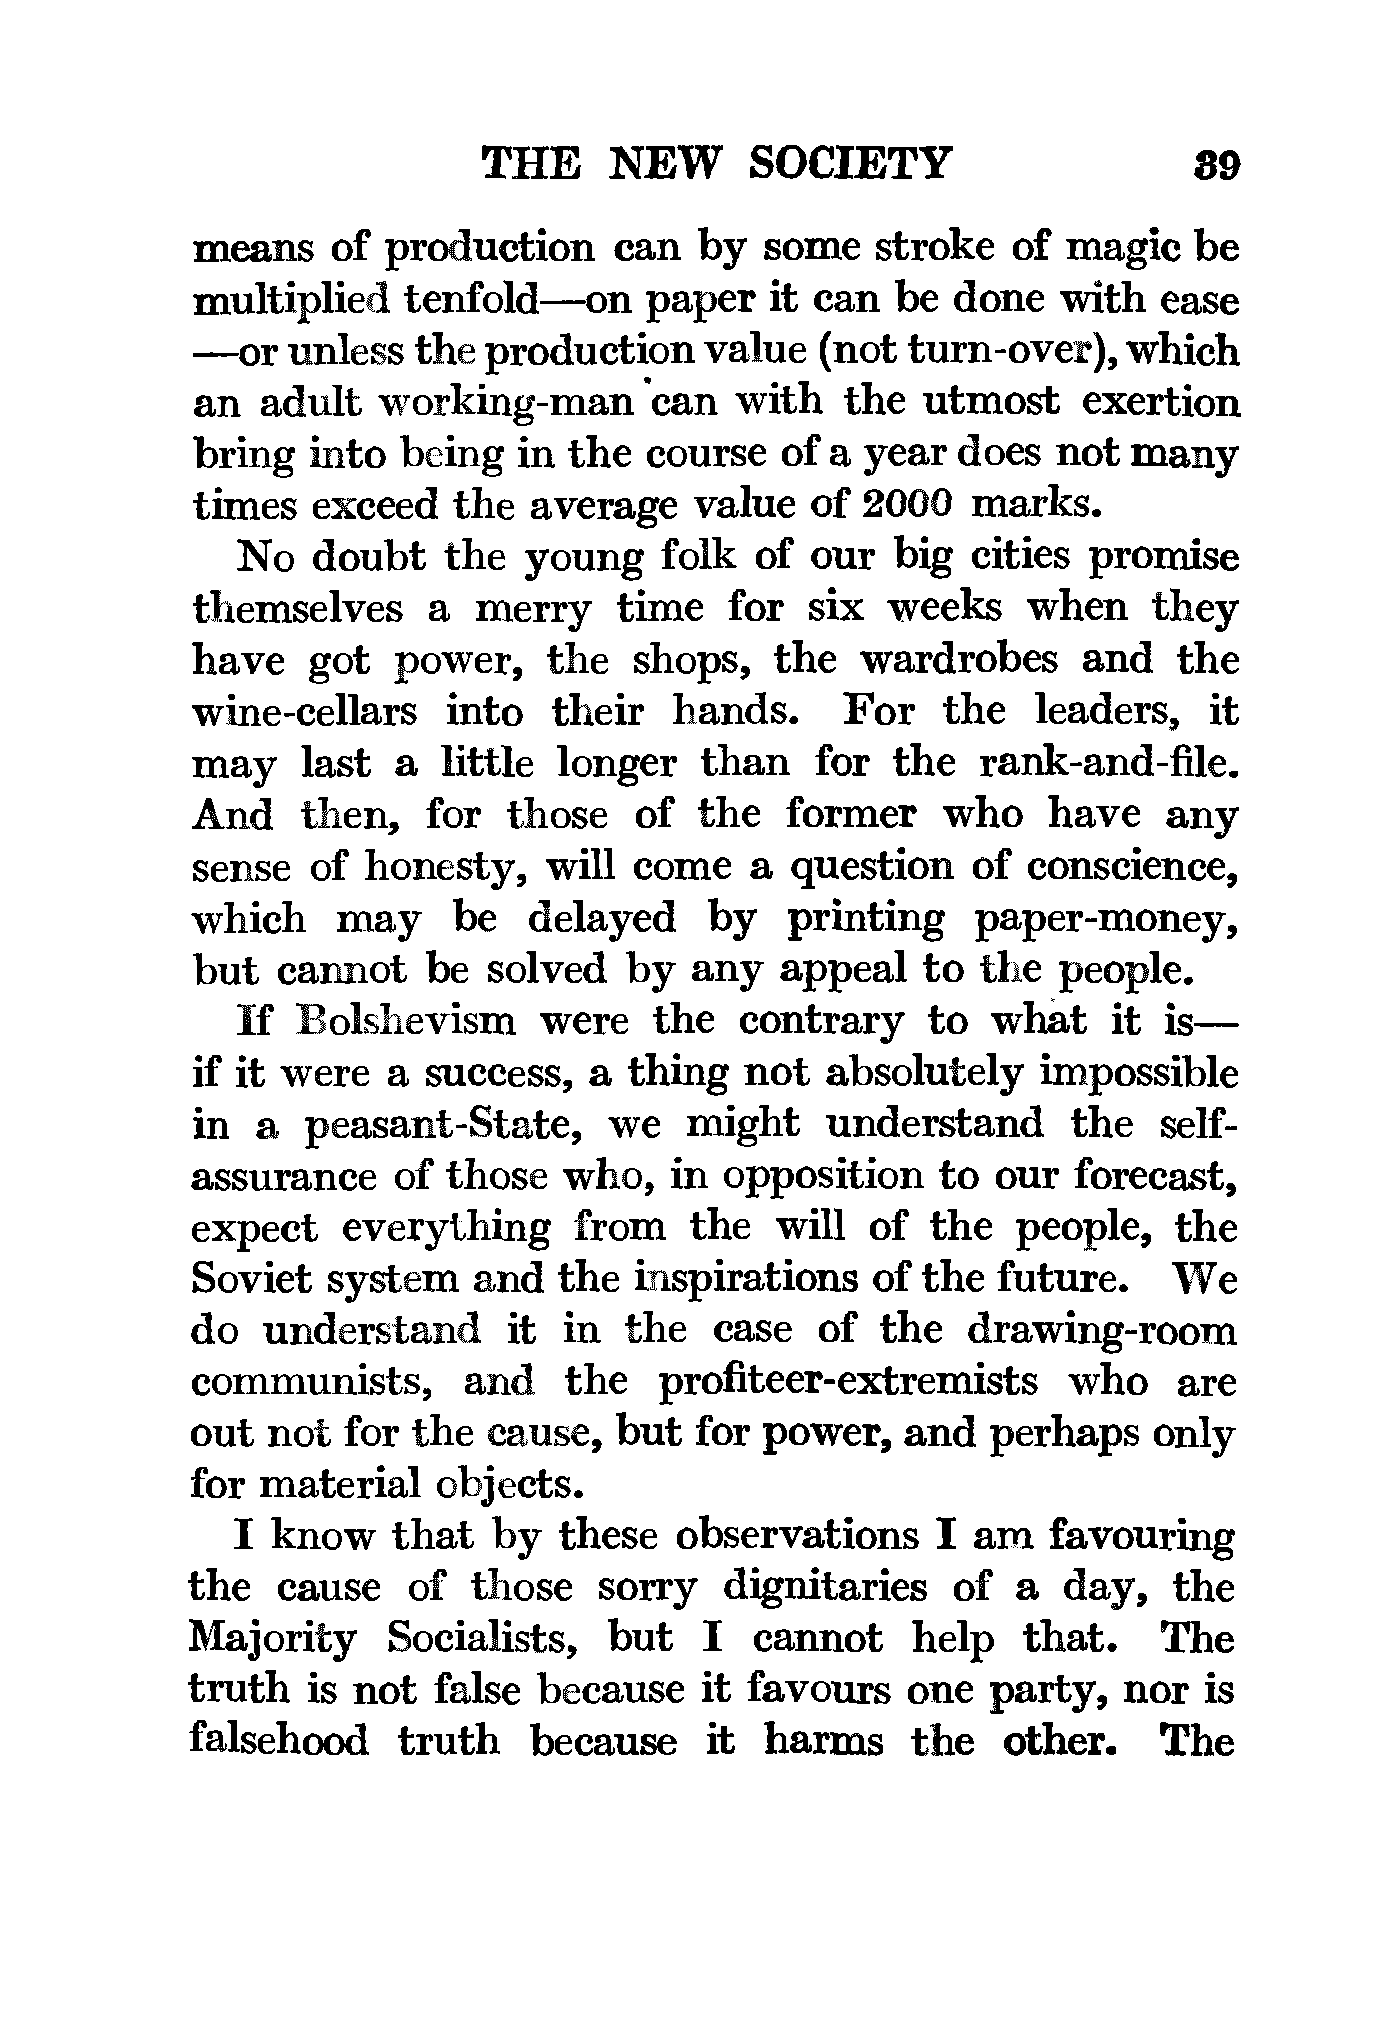 THE NEW SOCIETY 39
means of production can by some stroke of magic be
multiplied tenfold—on paper it can be done with ease
—or unless the production value (not turn-over), which
an adult working-man can with the utmost exertion
bring into being in the course of a year does not many
times exceed the average value of 2000 marks.
No doubt the young folk of our big cities promise
themselves a merry time for six weeks when they
have got power, the shops, the wardrobes and the
wine-cellars into their hands. For the leaders, it
may last a little longer than for the rank-and-file.
And then, for those of the former who have any
sense of honesty, will come a question of conscience,
which may be delayed by printing paper-money,
but cannot be solved by any appeal to the people.
If Bolshevism were the contrary to what it is—
if it were a success, a thing not absolutely impossible
in a peasant-State, we might understand the self-
assurance of those who, in opposition to our forecast,
expect everything from the will of the people, the
Soviet system and the inspirations of the future. We
do understand it in the case of the drawing-room
communists, and the profiteer-extremists who are
out not for the cause, but for power, and perhaps only
for material objects.
I know that by these observations I am favouring
the cause of those sorry dignitaries of a day, the
Majority Socialists, but I cannot help that. The
truth is not false because it favours one party, nor is
falsehood truth because it harms the other. The